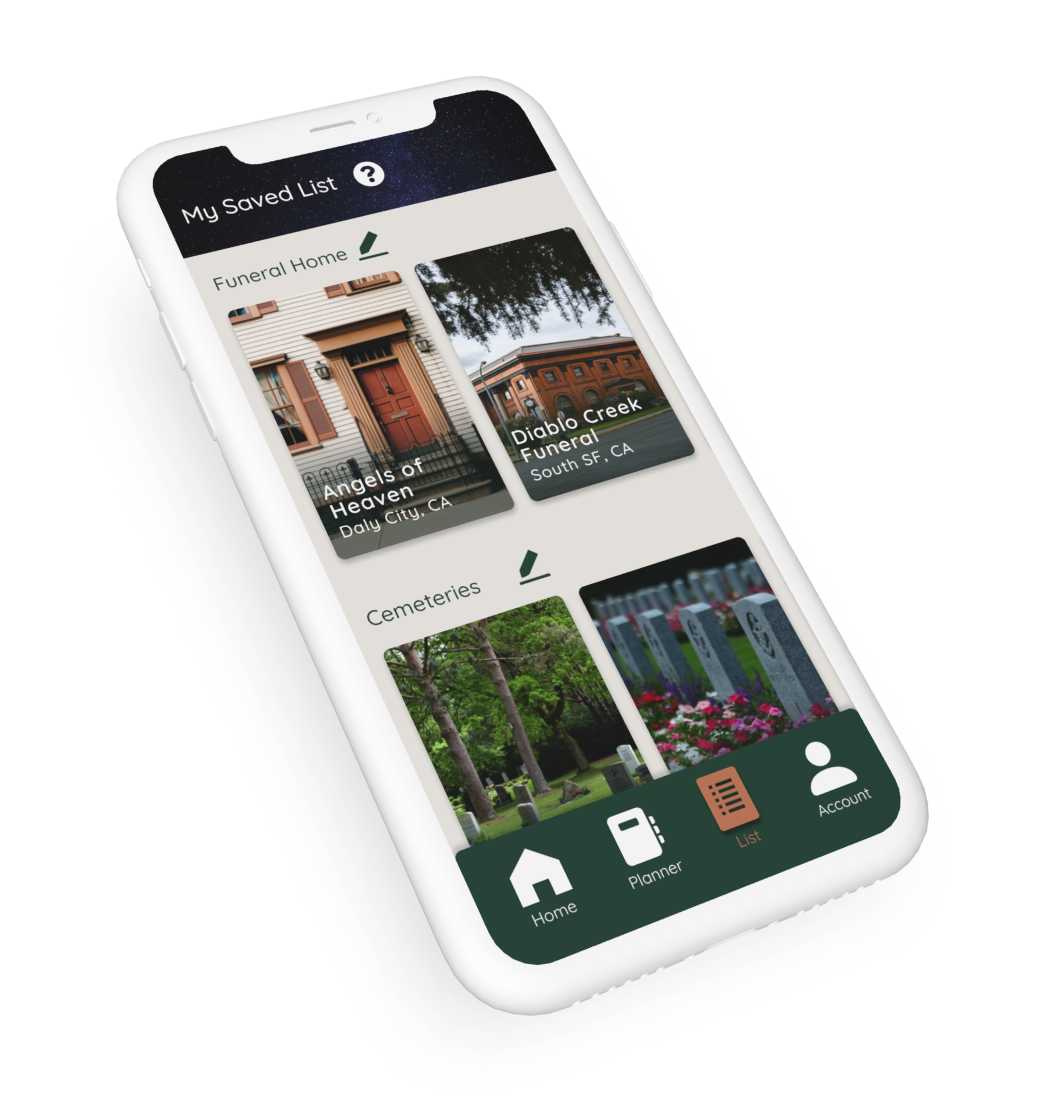 My Saved List ?
Funeral Home
Angels of
Heaven
Daly City, CA
Diablo Creek
Funeral
South SF, CA
Cemeteries
Home
Planner
List
Account